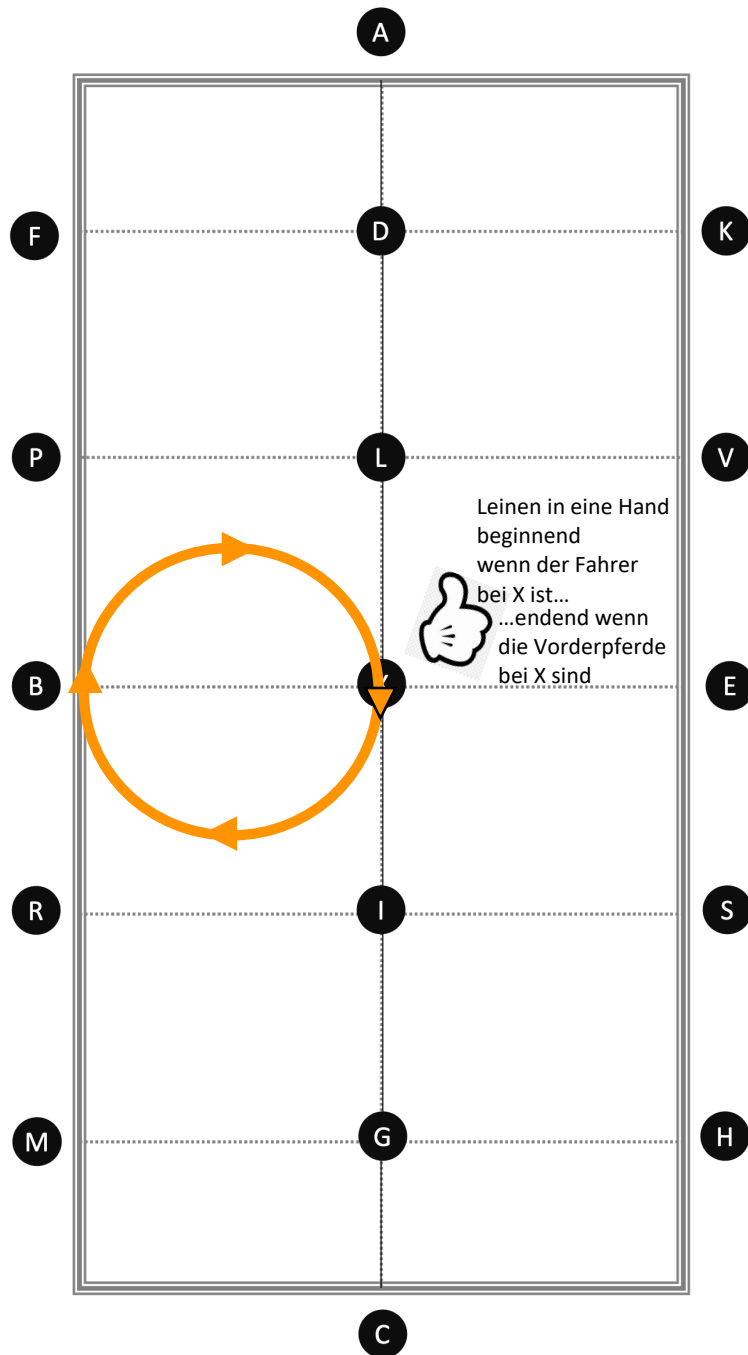 A
F
D
K
P
L
V
Leinen in eine Hand
beginnend
wenn der Fahrer
bei X ist...
...endend wenn
die Vorderpferde
bei X sind
B
E
R
I
S
M
G
H
C